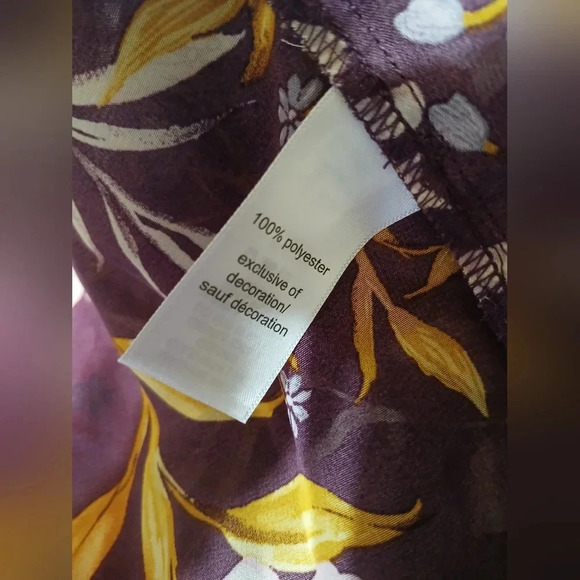 100% polyester
exclusive of
decoration/
sauf décoration